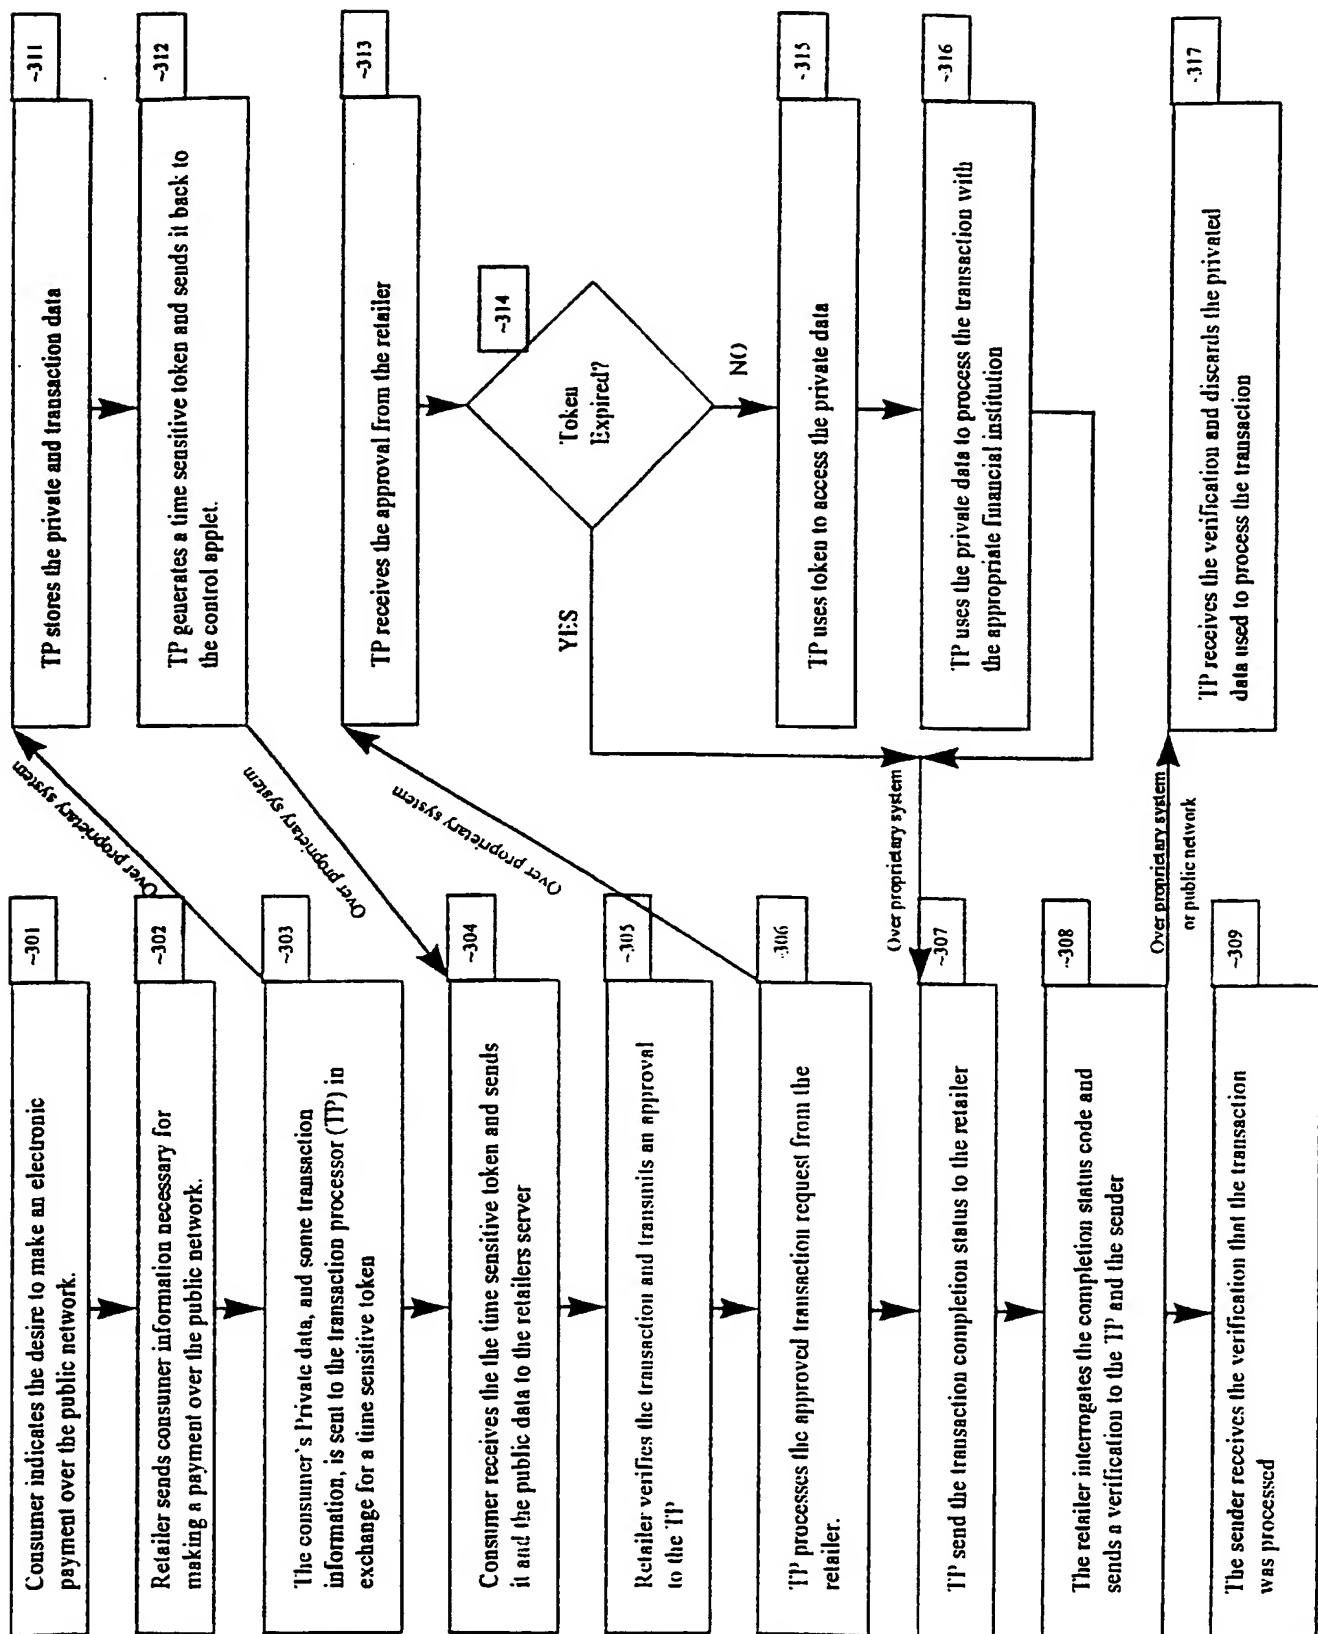 ~301
Consumer indicates the desire to make an electronic
payment over the public network.
~302
Retailer sends consumer information necessary for
making a payment over the public network.
~303
The consumer's Private data, and some transaction
information, is sent to the transaction processor (TP) in
exchange for a time sensitive token
~304
Consumer receives the the time sensitive token and sends
it and the public data to the retailers server
~305
Retailer verifies the transaction and transmits an approval
to the TP
~306
TP processes the approved transaction request from the
retailer.
~307
TP send the transaction completion status to the retailer
~308
The retailer interrogates the completion status code and
sends a verification to the TP and the sender
~309
The sender receives the verification that the transaction
was processed
Over proprietary system
Over proprietary system
Over proprietary system
Over proprietary system
Over proprietary system
or public network
~311
TP stores the private and transaction data
~312
TP generates a time sensitive token and sends it back to
the control applet.
~313
TP receives the approval from the retailer
~314
Token
Expired?
YES
NO
~315
TP uses token to access the private data
~316
TP uses the private data to process the transaction with
the appropriate financial institution
~317
TP receives the verification and discards the privated
data used to process the transaction